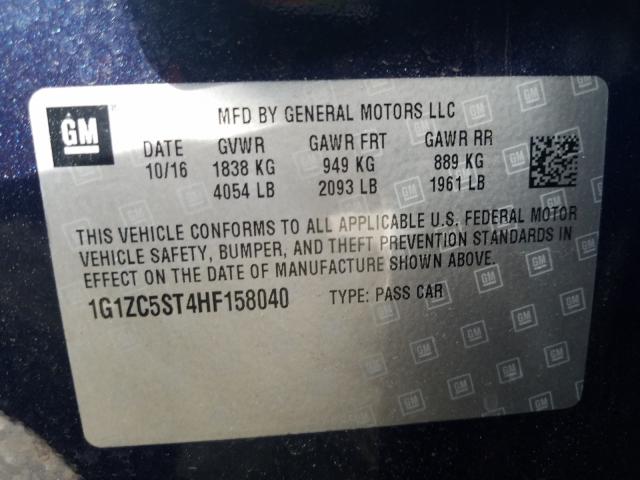 GM
MFD BY GENERAL MOTORS LLC
DATE GVWR GAWR FRT GAWR RR
10/16 1838 KG 949 KG 889 KG
4054 LB 2093 LB 1961 LB
THIS VEHICLE CONFORMS TO ALL APPLICABLE U.S. FEDERAL MOTOR
VEHICLE SAFETY, BUMPER, AND THEFT PREVENTION STANDARDS IN
EFFECT ON THE DATE OF MANUFACTURE SHOWN ABOVE.
1G1ZC5ST4HF158040 TYPE: PASS CAR